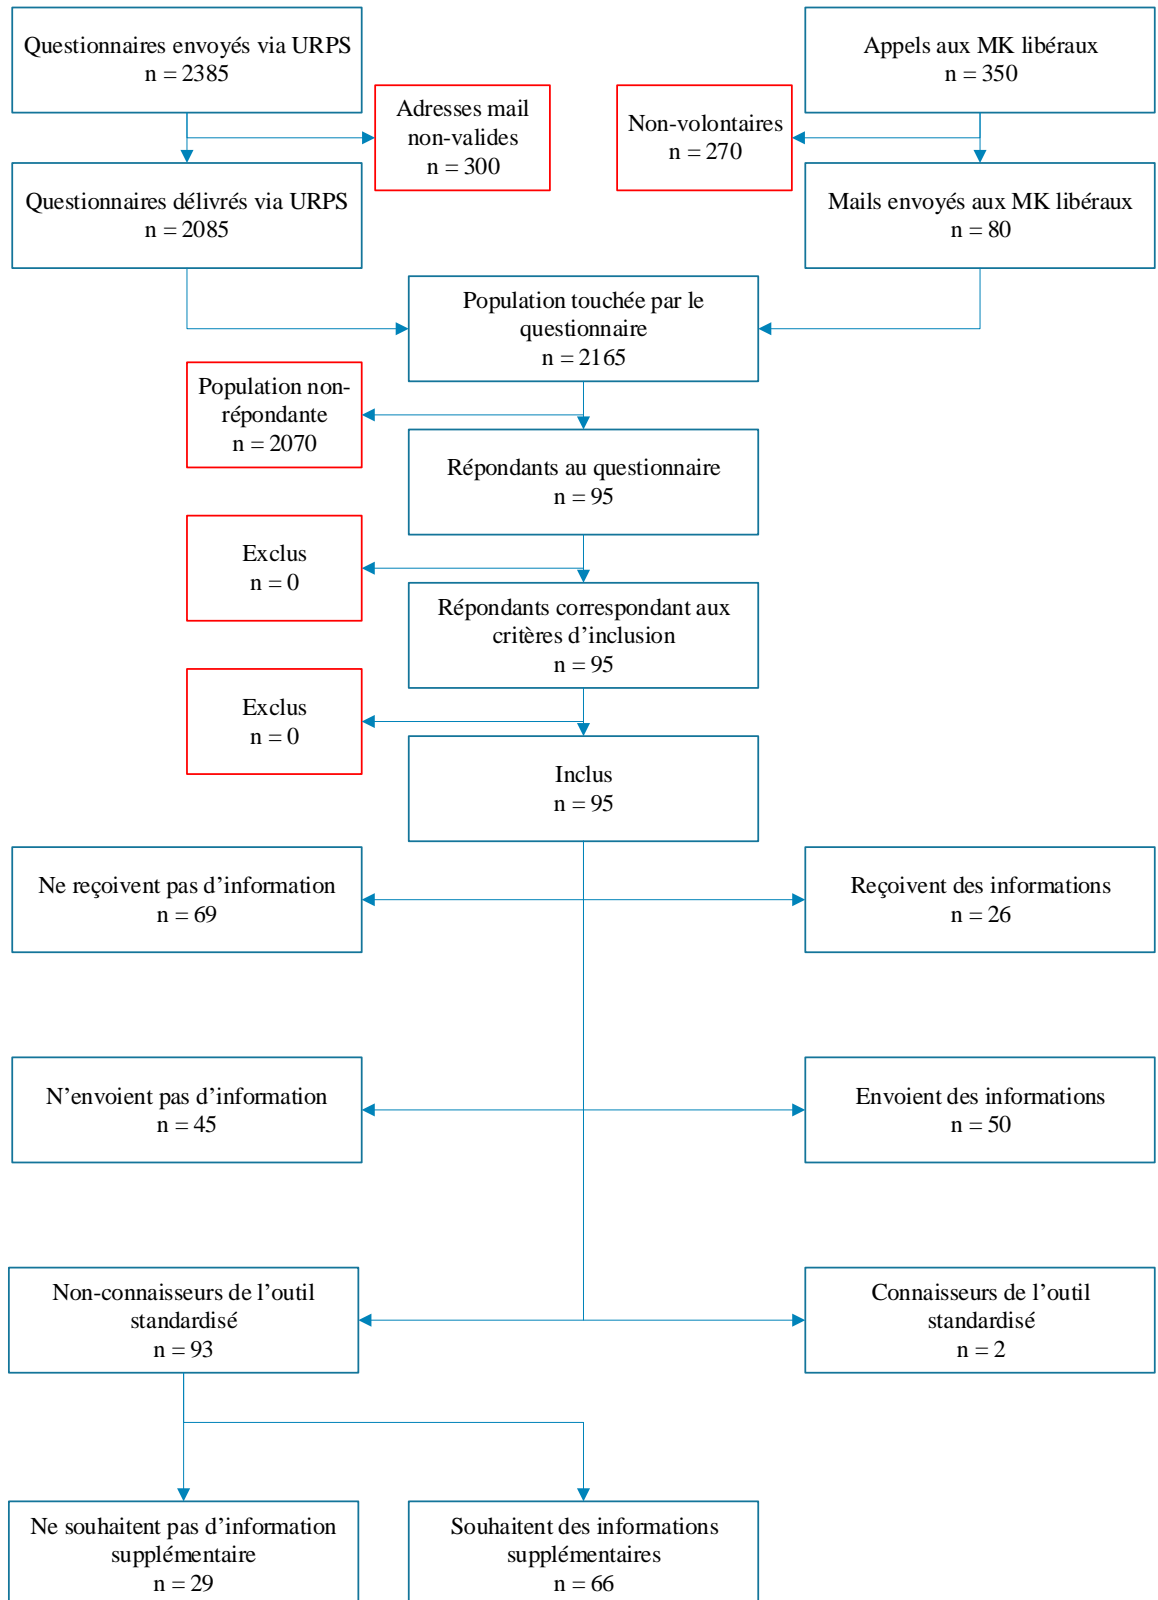 Questionnaires envoyés via URPS
n = 2385
Appels aux MK libéraux
n = 350
Adresses mail
non-valides
n = 300
Non-volontaires
n = 270
Questionnaires délivrés via URPS
n = 2085
Mails envoyés aux MK libéraux
n = 80
Population touchée par le
questionnaire
n = 2165
Population non-
répondante
n = 2070
Répondants au questionnaire
n = 95
Exclus
n = 0
Répondants correspondant aux
critères d’inclusion
n = 95
Exclus
n = 0
Inclus
n = 95
Ne reçoivent pas d’information
n = 69
Reçoivent des informations
n = 26
N’envoient pas d’information
n = 45
Envoient des informations
n = 50
Non-connaisseurs de l’outil
standardisé
n = 93
Connaisseurs de l’outil
standardisé
n = 2
Ne souhaitent pas d’information
supplémentaire
n = 29
Souhaitent des informations
supplémentaires
n = 66